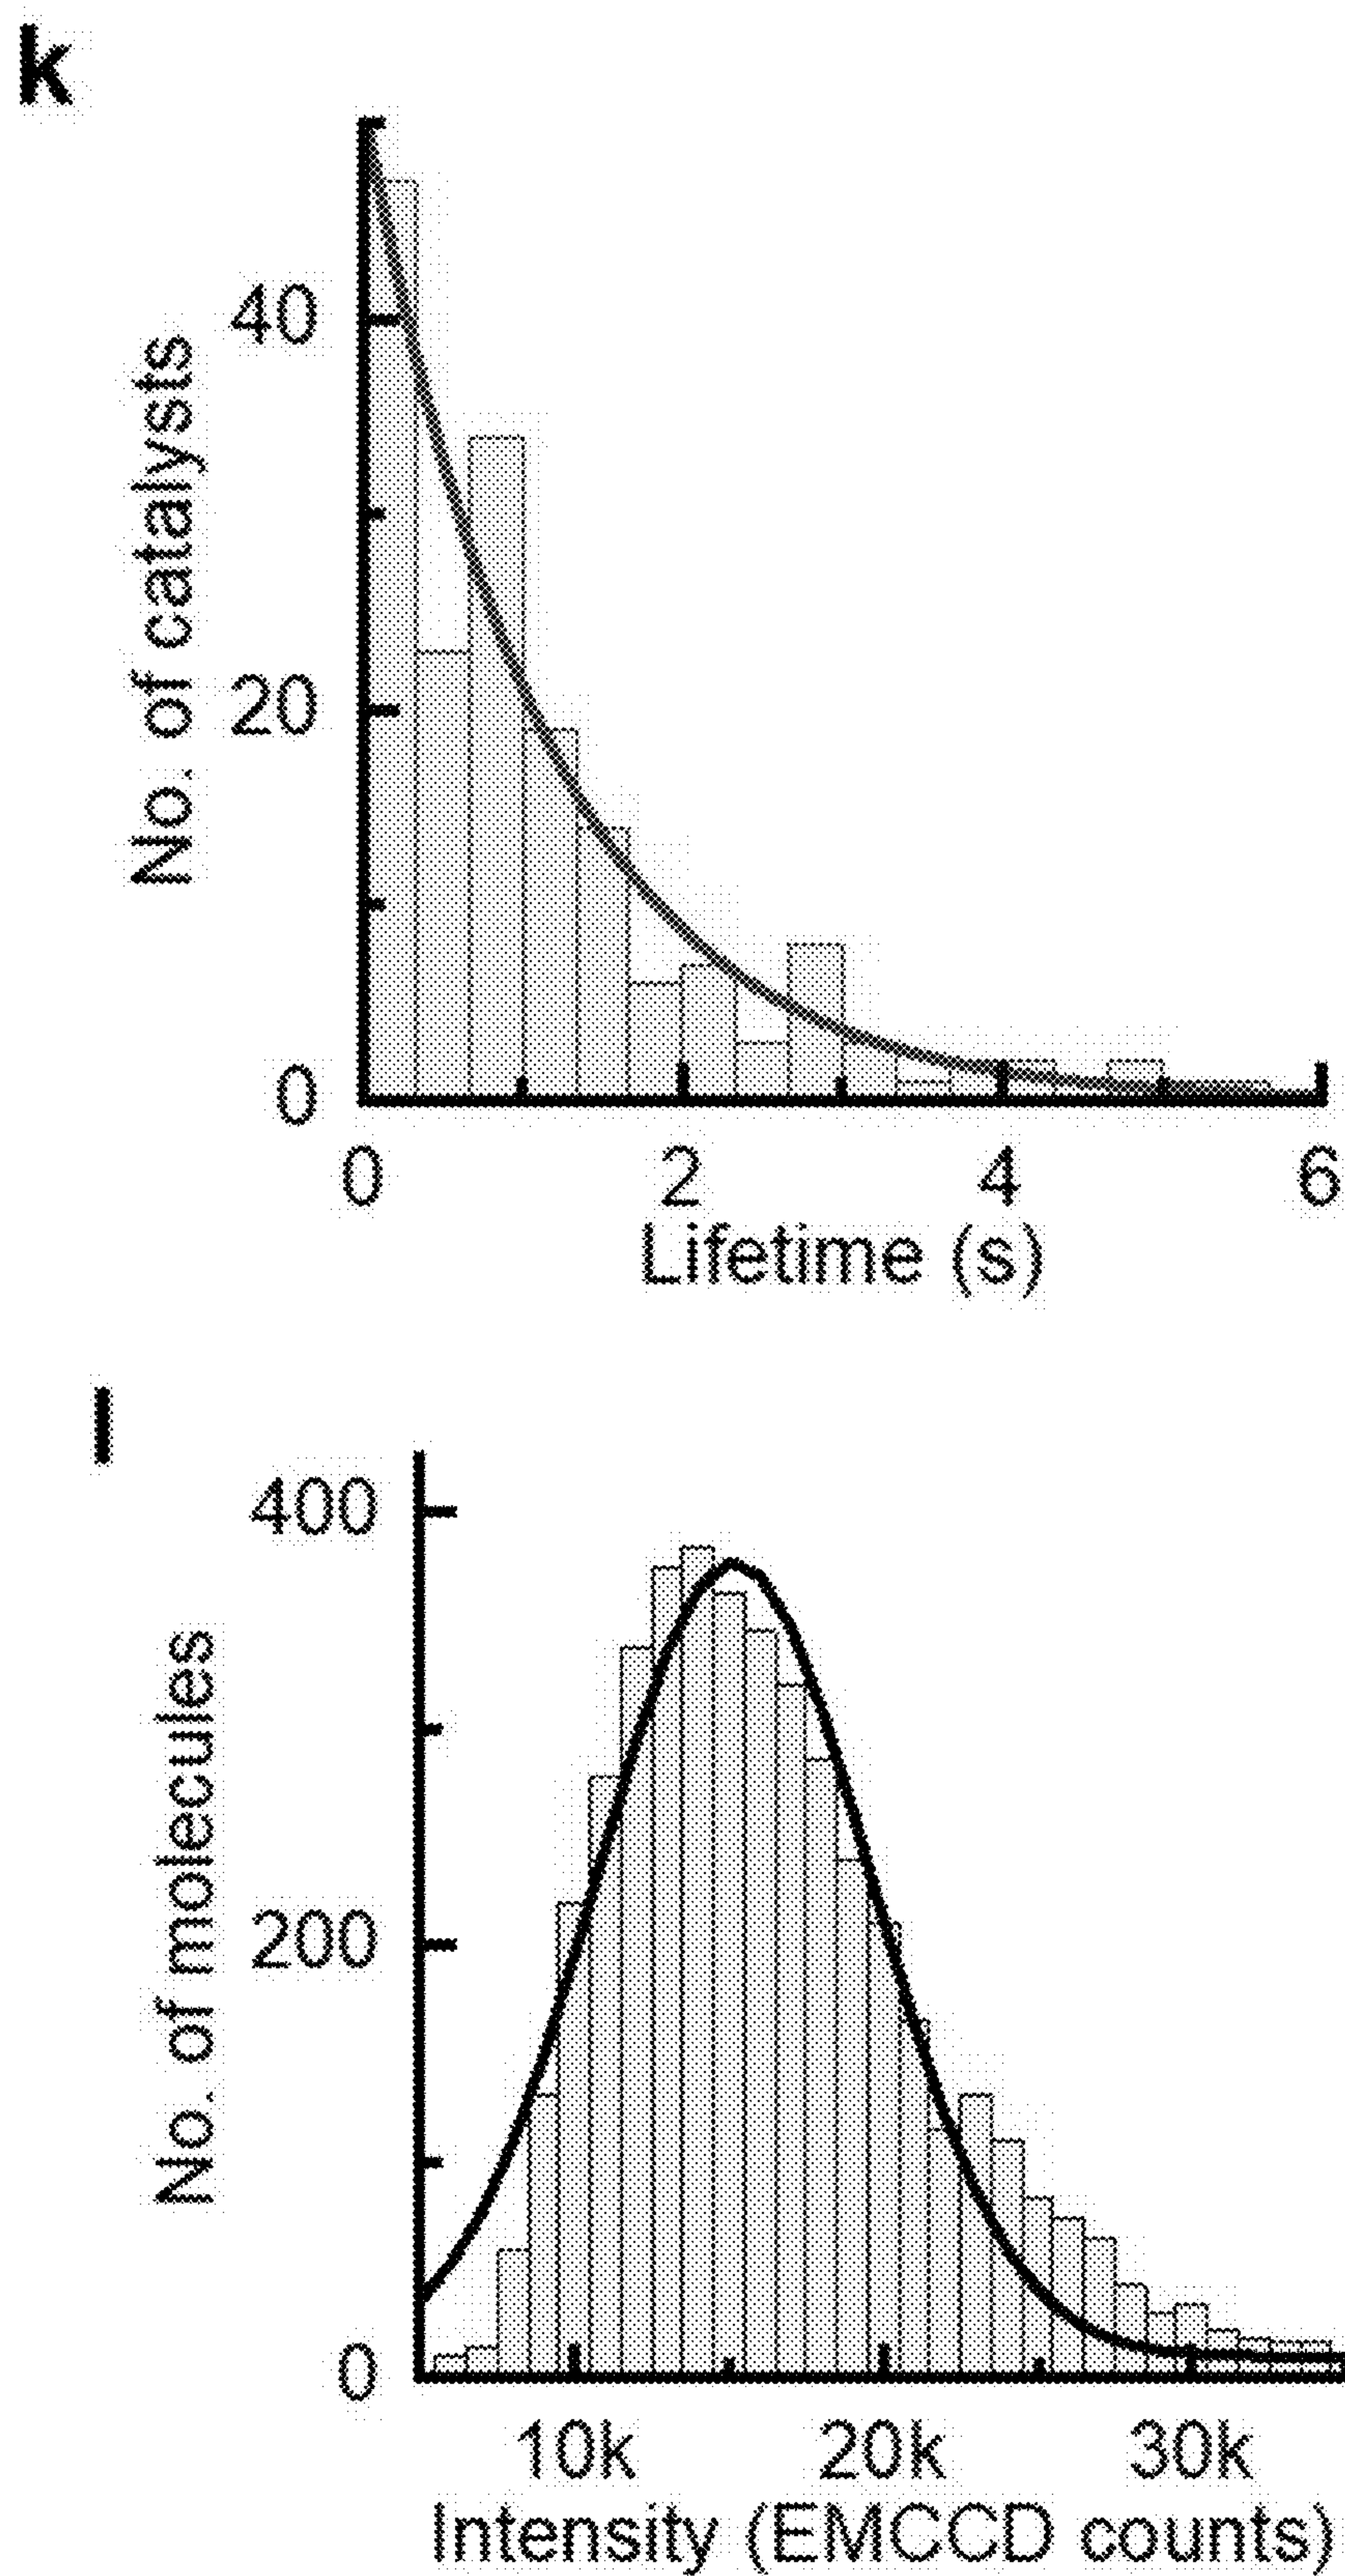 k
No. of catalysts
40
20
0
0 2 4 6
Lifetime (s)
l
No. of molecules
400
200
0
10k 20k 30k
Intensity (EMCCD counts)